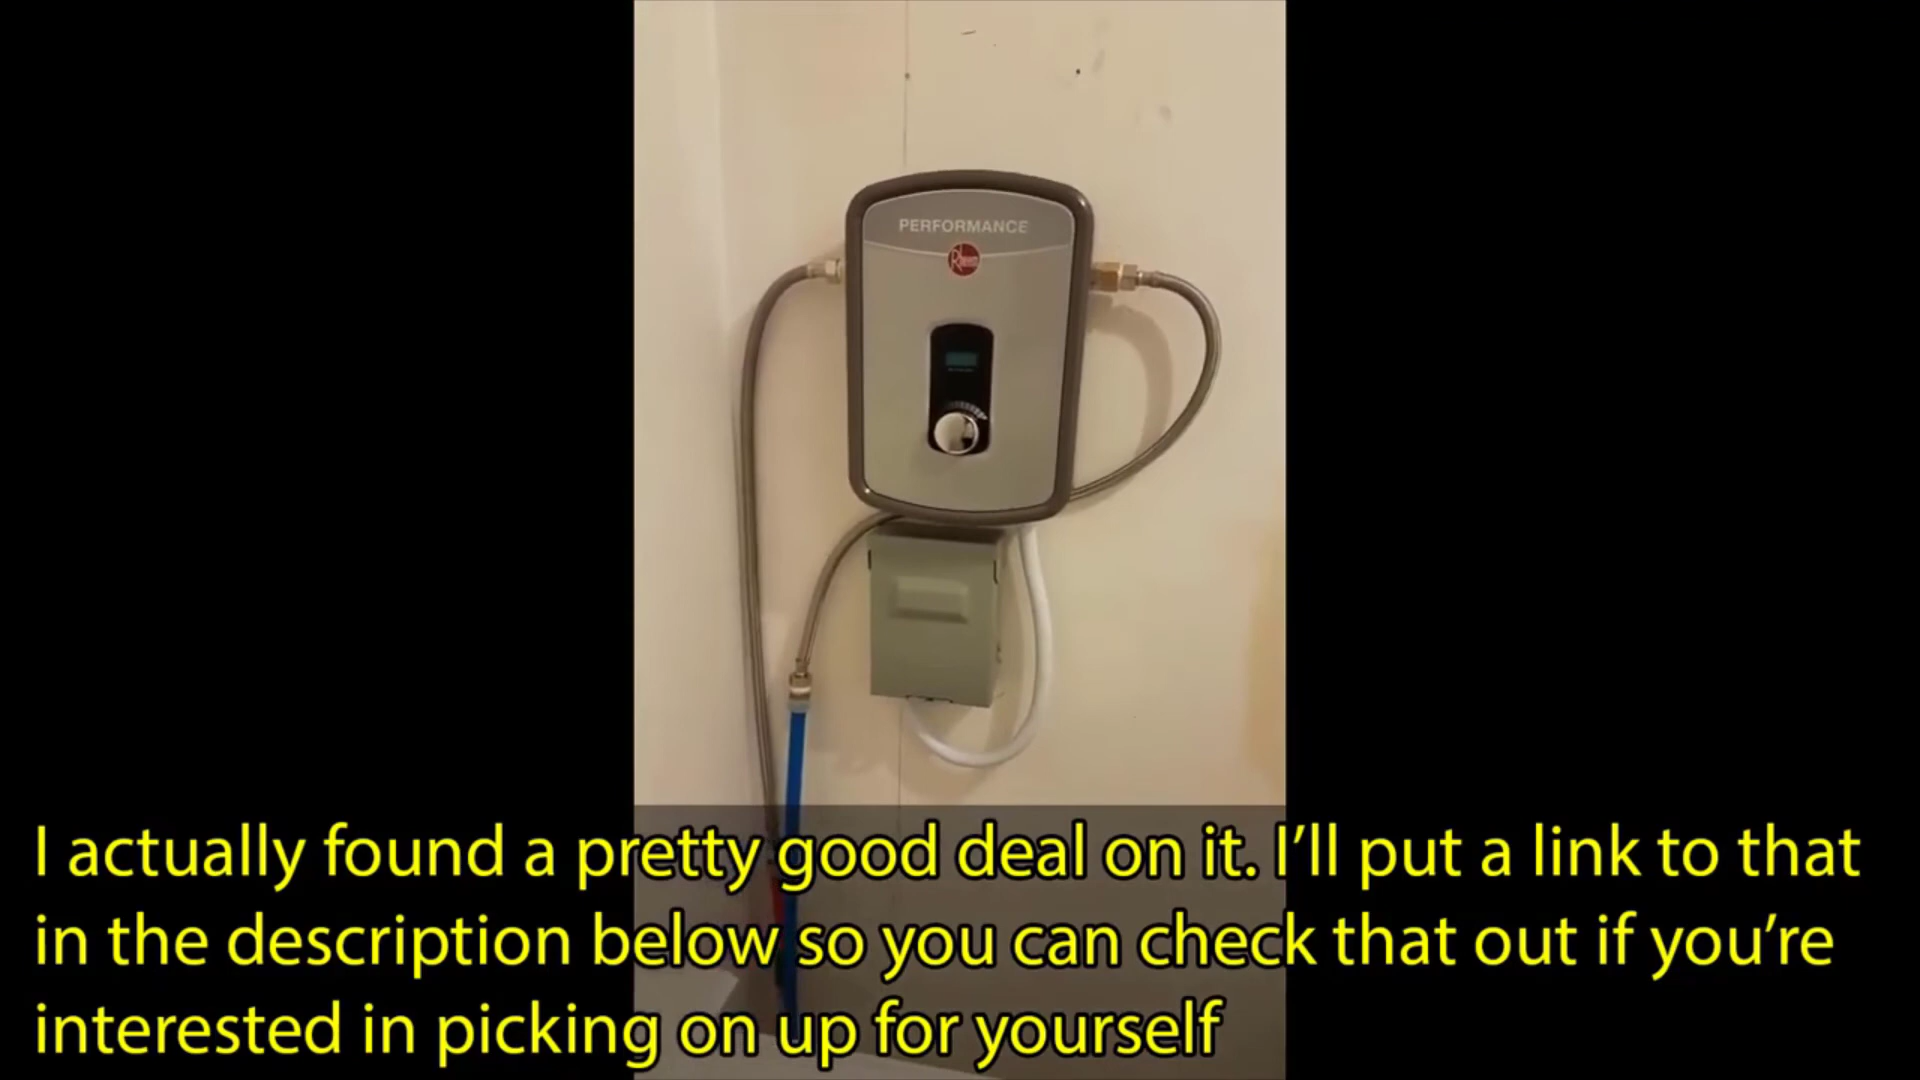 PERFORMANCE
Rheem
I actually found a pretty good deal on it. I’ll put a link to that
in the description below so you can check that out if you’re
interested in picking on up for yourself